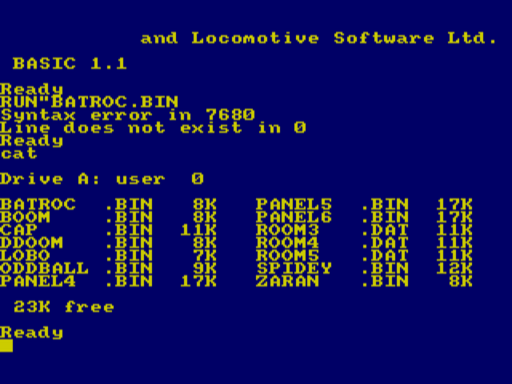 and Locomotive Software Ltd.
BASIC 1.1
Ready
RUN"BATROC.BIN
Syntax error in 7680
Line does not exist in 0
Ready
cat
Drive A: user 0
BATROC .BIN 8K PANEL5 .BIN 17K
BOOM .BIN 8K PANEL6 .BIN 17K
CAP .BIN 11K ROOM3 .DAT 11K
DDOOM .BIN 8K ROOM4 .DAT 11K
LOBO .BIN 7K ROOM5 .DAT 11K
ODDBALL .BIN 9K SPIDEY .BIN 12K
PANEL4 .BIN 17K ZARAN .BIN 8K
23K free
Ready